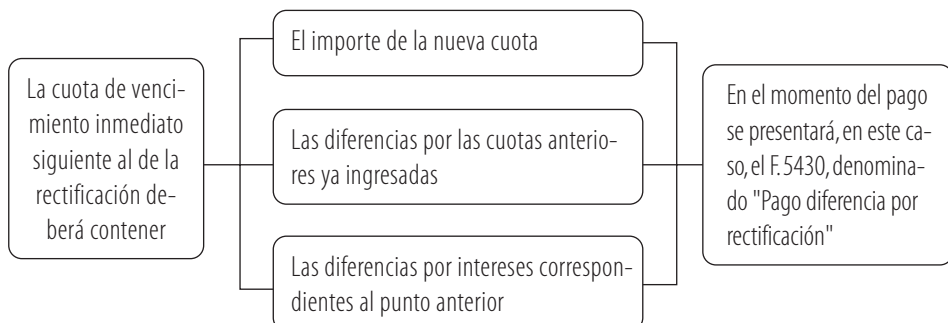 La cuota de venci-
miento inmediato
siguiente al de la
rectificación de-
berá contener
El importe de la nueva cuota
Las diferencias por las cuotas anterio-
res ya ingresadas
Las diferencias por intereses correspon-
dientes al punto anterior
En el momento del pago
se presentará, en este ca-
so, el F. 5430, denomina-
do "Pago diferencia por
rectificación"